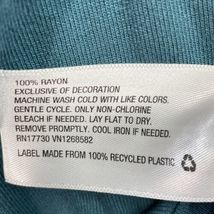 100% RAYON
EXCLUSIVE OF DECORATION
MACHINE WASH COLD WITH LIKE COLORS.
GENTLE CYCLE. ONLY NON-CHLORINE
BLEACH IF NEEDED. LAY FLAT TO DRY.
REMOVE PROMPTLY. COOL IRON IF NEEDED.
RN17730 VN1268582
LABEL MADE FROM 100% RECYCLED PLASTIC